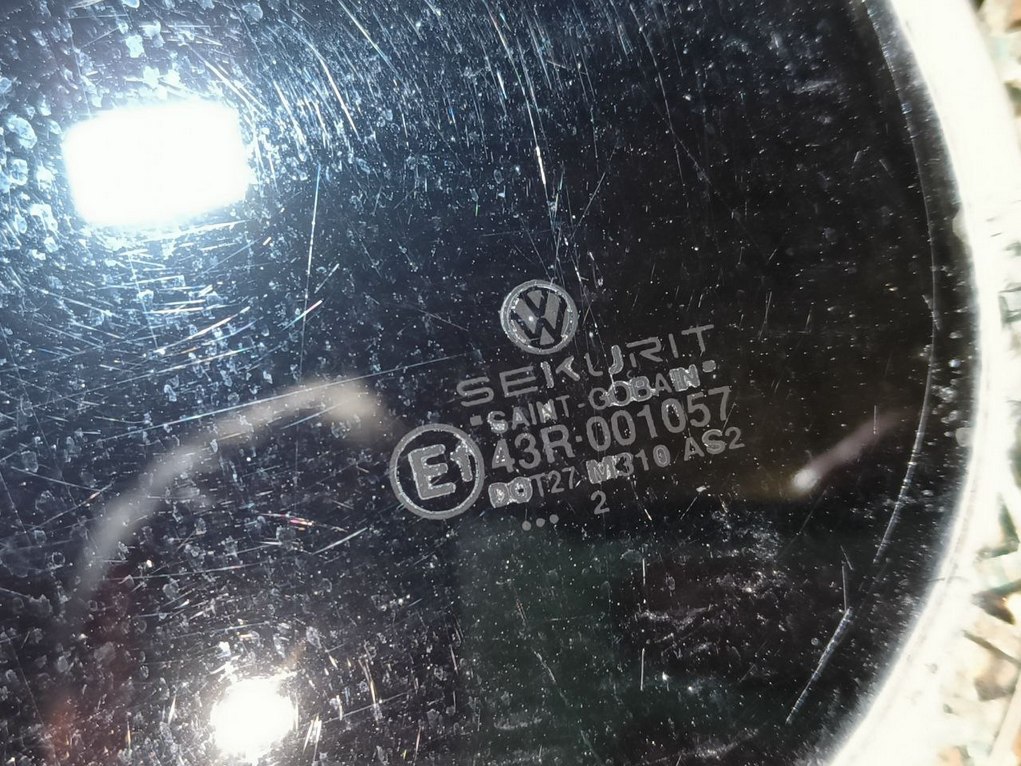 SEKURIT
"SAINT-GOBAIN"
E1 43R-001057
DOT27 M310 AS2
... 2